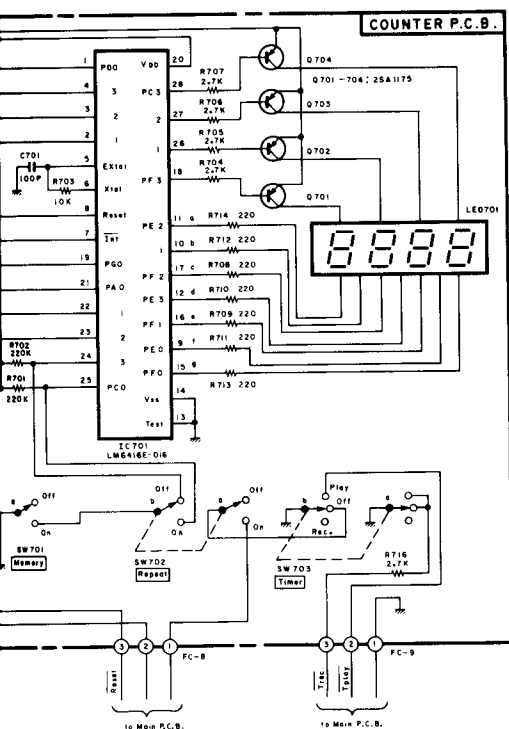 COUNTER P.C.B.
1 PD0 VDD 20
4 3 PC3 28 R707 2.7K Q704
Q701 -704: 2SA1175
3 2 2 27 R706 2.7K Q703
2 1 1 26 R705 2.7K Q702
C701 100P 5 Extal
R703 10K 6 Xtal PF3 18 R704 2.7K Q701
8 Reset
7 Int
19 PG0
21 PA0
22 1
23 2
R702 220K 24 3
R701 220K 25 PC0
PE2 11 a R714 220
1 10 b R712 220
PF2 17 c R708 220
PE3 12 d R710 220
PF1 16 e R709 220
PE0 9 f R711 220
PF0 15 g R713 220
Vss 14
Test 13
LED701
IC701
LM6416E-016
a Off On
SW701
Memory
b Off On
a Off On
SW702
Repeat
Play
b Off
Rec.
a
SW703
Timer
R716
2.7K
3 2 1 FC-8
3 2 1 FC-9
Reset
Trec
Tplay
to Main P.C.B.
to Main P.C.B.